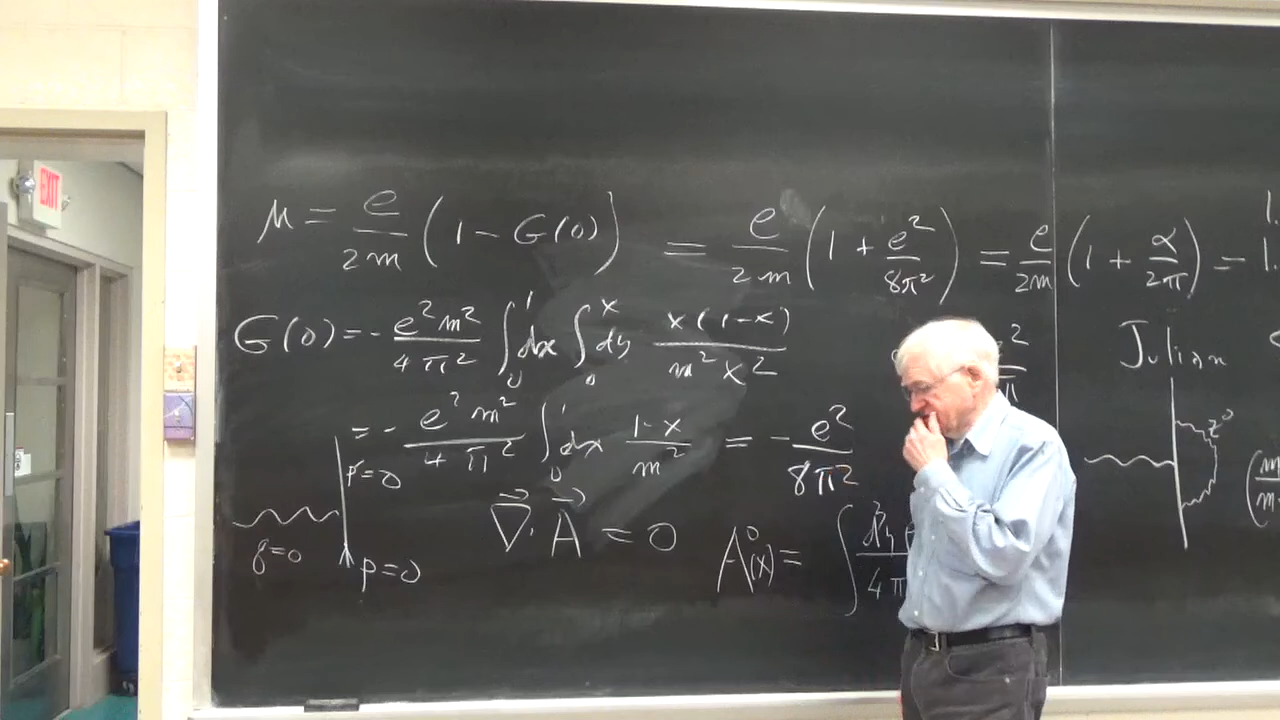 EXIT
μ = e/2m (1 - G(0)) = e/2m (1 + e²/8π²) = e/2m (1 + α/2π) = 1.
G(0) = - e²m²/4π² ∫₀¹ dx ∫₀ˣ dy x(1-x)/m²x²
Julian
= - e²m²/4π² ∫₀¹ dx 1-x/m² = - e²/8π²
z⁰
p'=0
∇⃗·A⃗ = 0
A⁰(x) = ∫ d³y
4π
q=0
p=0